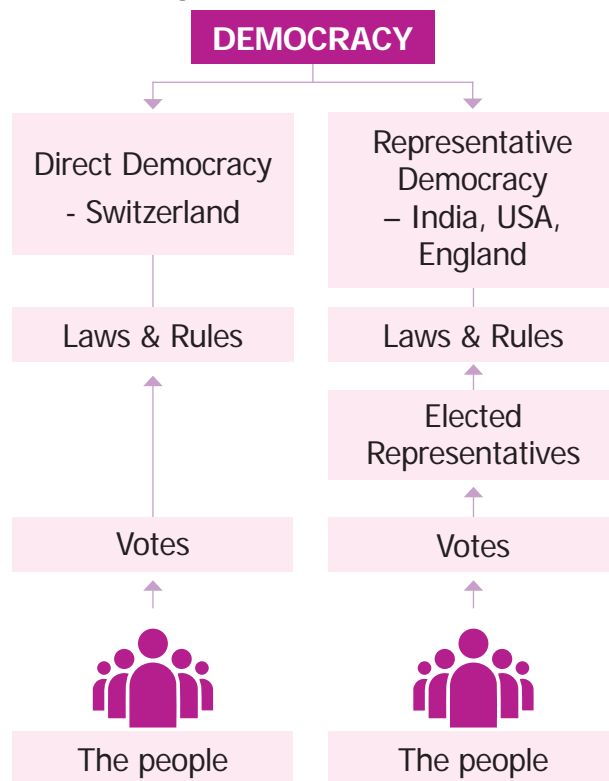 DEMOCRACY
Direct Democracy
- Switzerland
Laws & Rules
Votes
The people
Representative
Democracy
– India, USA,
England
Laws & Rules
Elected
Representatives
Votes
The people